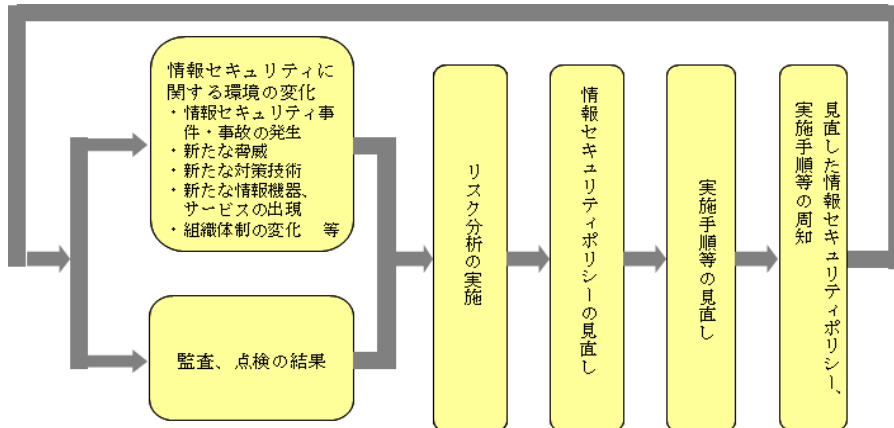 情報セキュリティに
関する環境の変化
・情報セキュリティ事
件・事故の発生
・新たな脅威
・新たな対策技術
・新たな情報機器、
サービスの出現
・組織体制の変化　等
監査、点検の結果
リスク分析の実施
情報セキュリティポリシーの見直し
実施手順等の見直し
見直した情報セキュリティポリシー、
実施手順等の周知